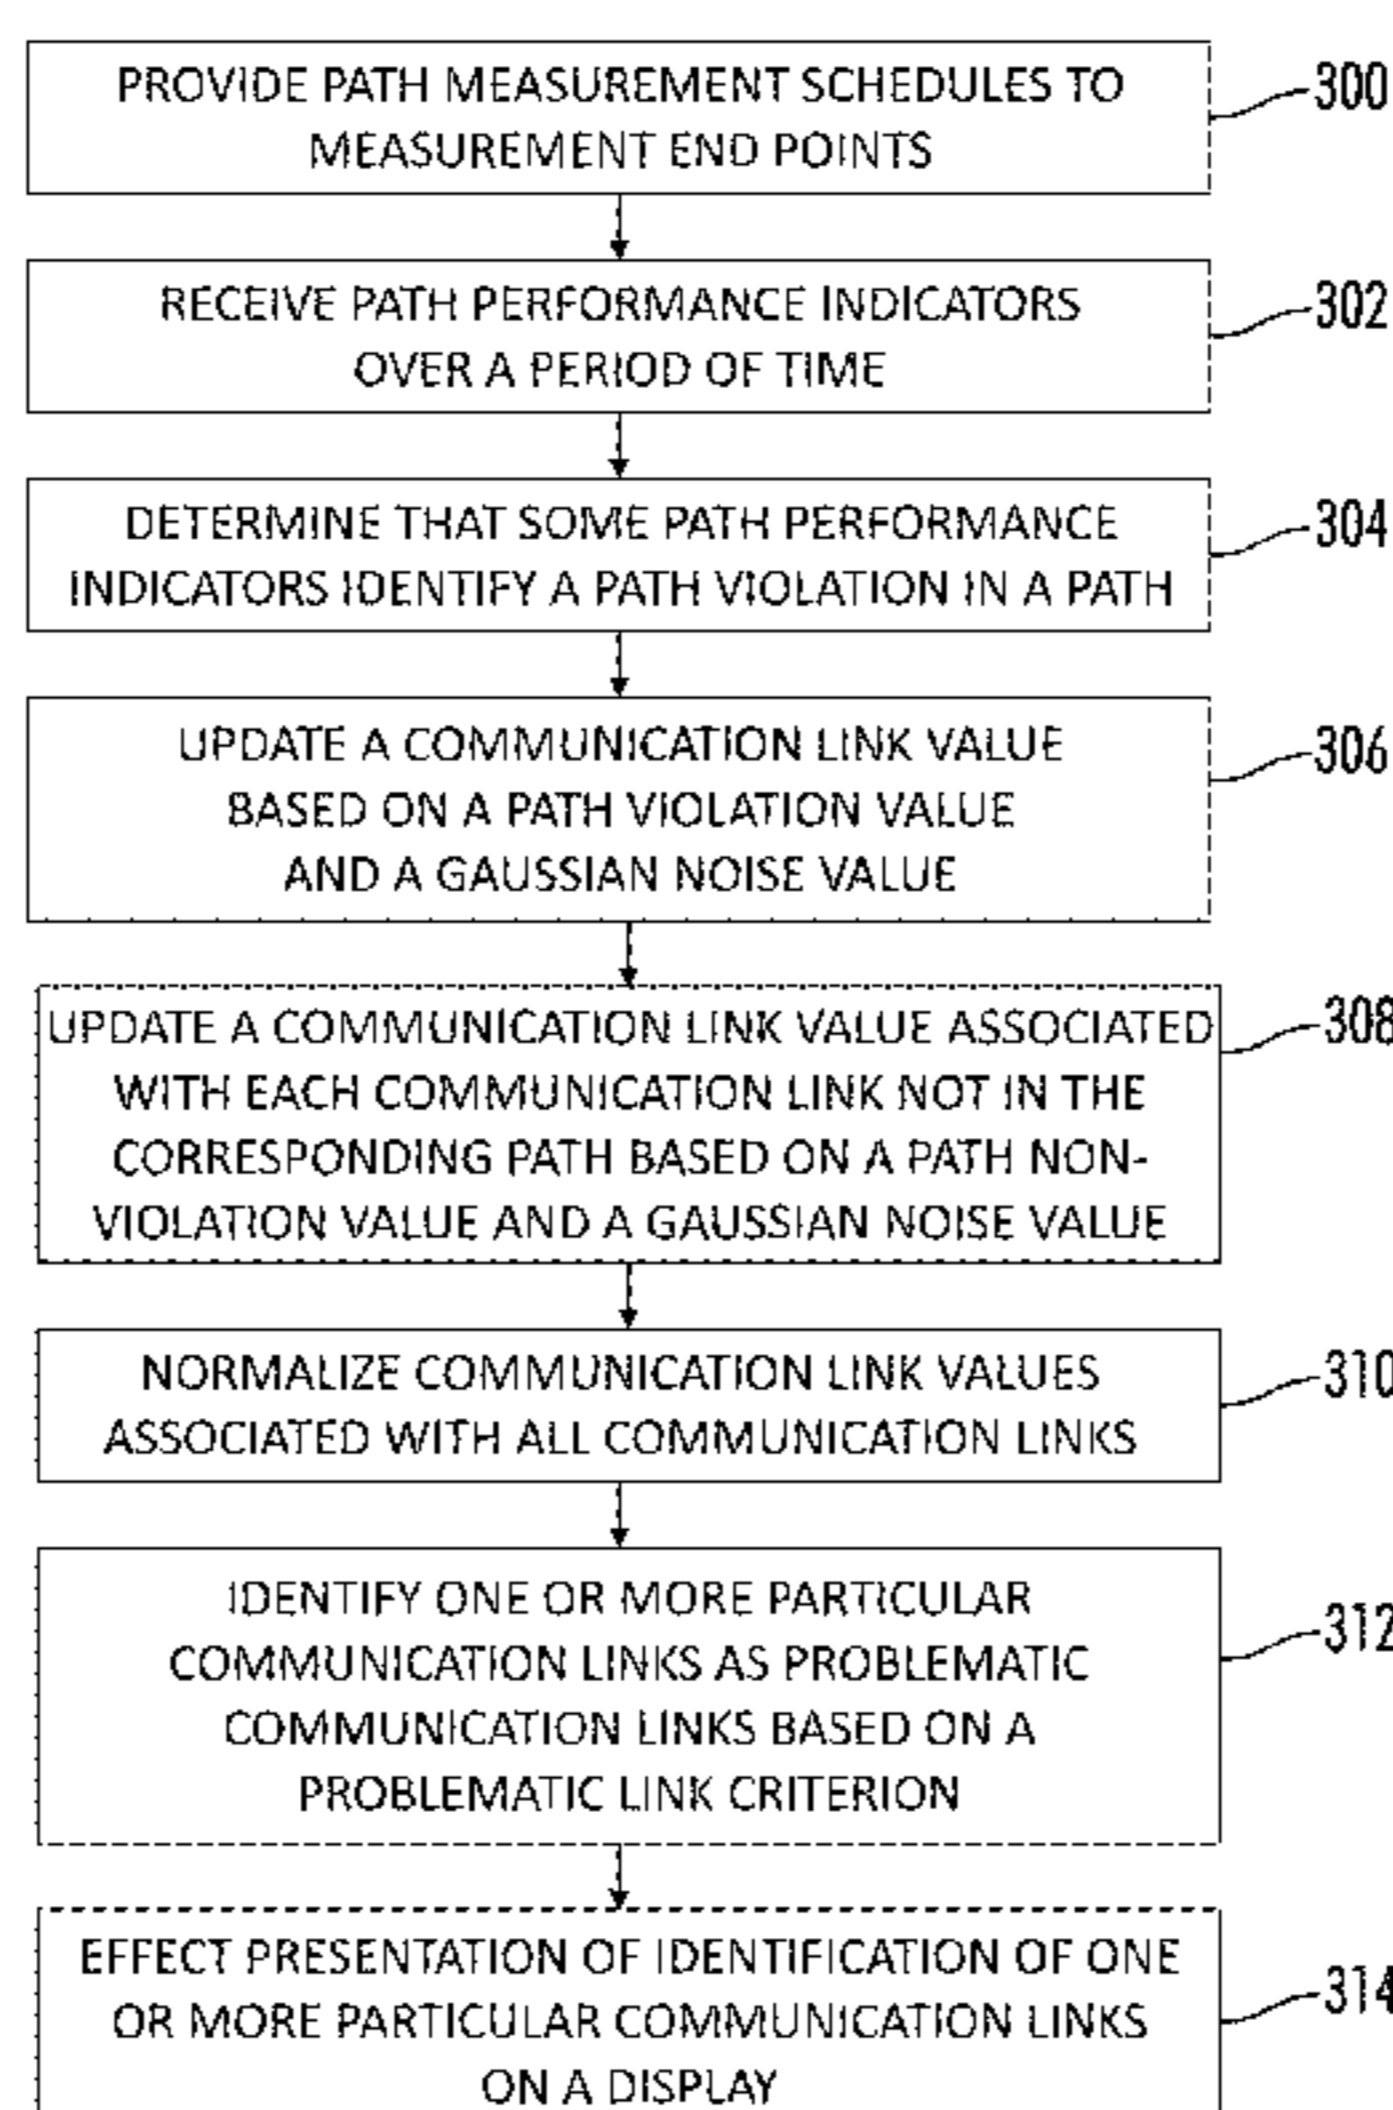 PROVIDE PATH MEASUREMENT SCHEDULES TO
MEASUREMENT END POINTS
300
RECEIVE PATH PERFORMANCE INDICATORS
OVER A PERIOD OF TIME
302
DETERMINE THAT SOME PATH PERFORMANCE
INDICATORS IDENTIFY A PATH VIOLATION IN A PATH
304
UPDATE A COMMUNICATION LINK VALUE
BASED ON A PATH VIOLATION VALUE
AND A GAUSSIAN NOISE VALUE
306
UPDATE A COMMUNICATION LINK VALUE ASSOCIATED
WITH EACH COMMUNICATION LINK NOT IN THE
CORRESPONDING PATH BASED ON A PATH NON-
VIOLATION VALUE AND A GAUSSIAN NOISE VALUE
308
NORMALIZE COMMUNICATION LINK VALUES
ASSOCIATED WITH ALL COMMUNICATION LINKS
310
IDENTIFY ONE OR MORE PARTICULAR
COMMUNICATION LINKS AS PROBLEMATIC
COMMUNICATION LINKS BASED ON A
PROBLEMATIC LINK CRITERION
312
EFFECT PRESENTATION OF IDENTIFICATION OF ONE
OR MORE PARTICULAR COMMUNICATION LINKS
ON A DISPLAY
314